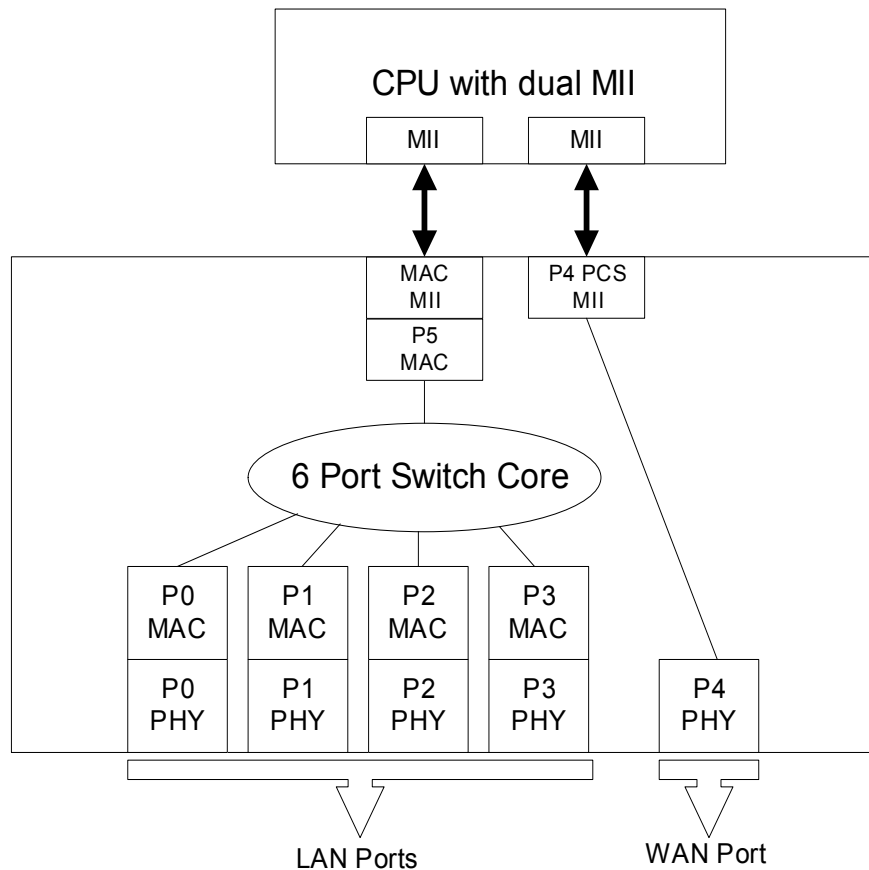 CPU with dual MII
MII
MII
MAC
MII
P4 PCS
MII
P5
MAC
6 Port Switch Core
P0
MAC
P1
MAC
P2
MAC
P3
MAC
P0
PHY
P1
PHY
P2
PHY
P3
PHY
P4
PHY
LAN Ports
WAN Port